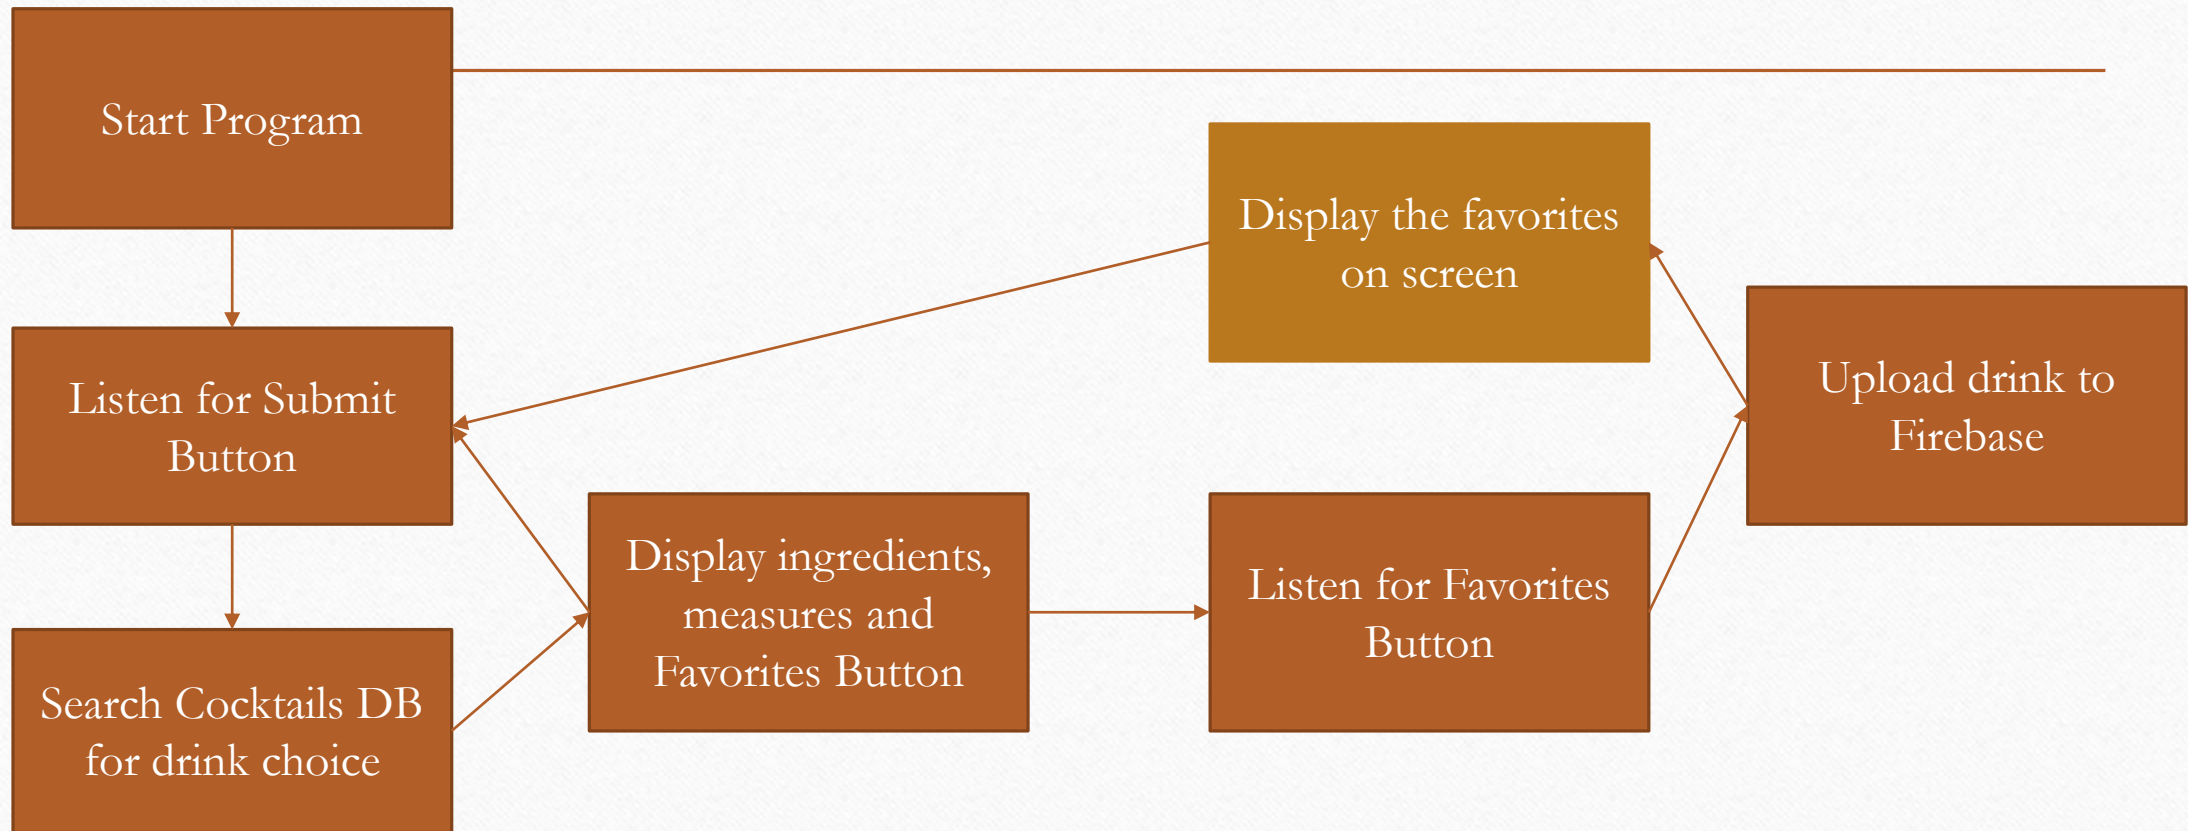 Start Program
Listen for Submit
Button
Search Cocktails DB
for drink choice
Display ingredients,
measures and
Favorites Button
Listen for Favorites
Button
Upload drink to
Firebase
Display the favorites
on screen